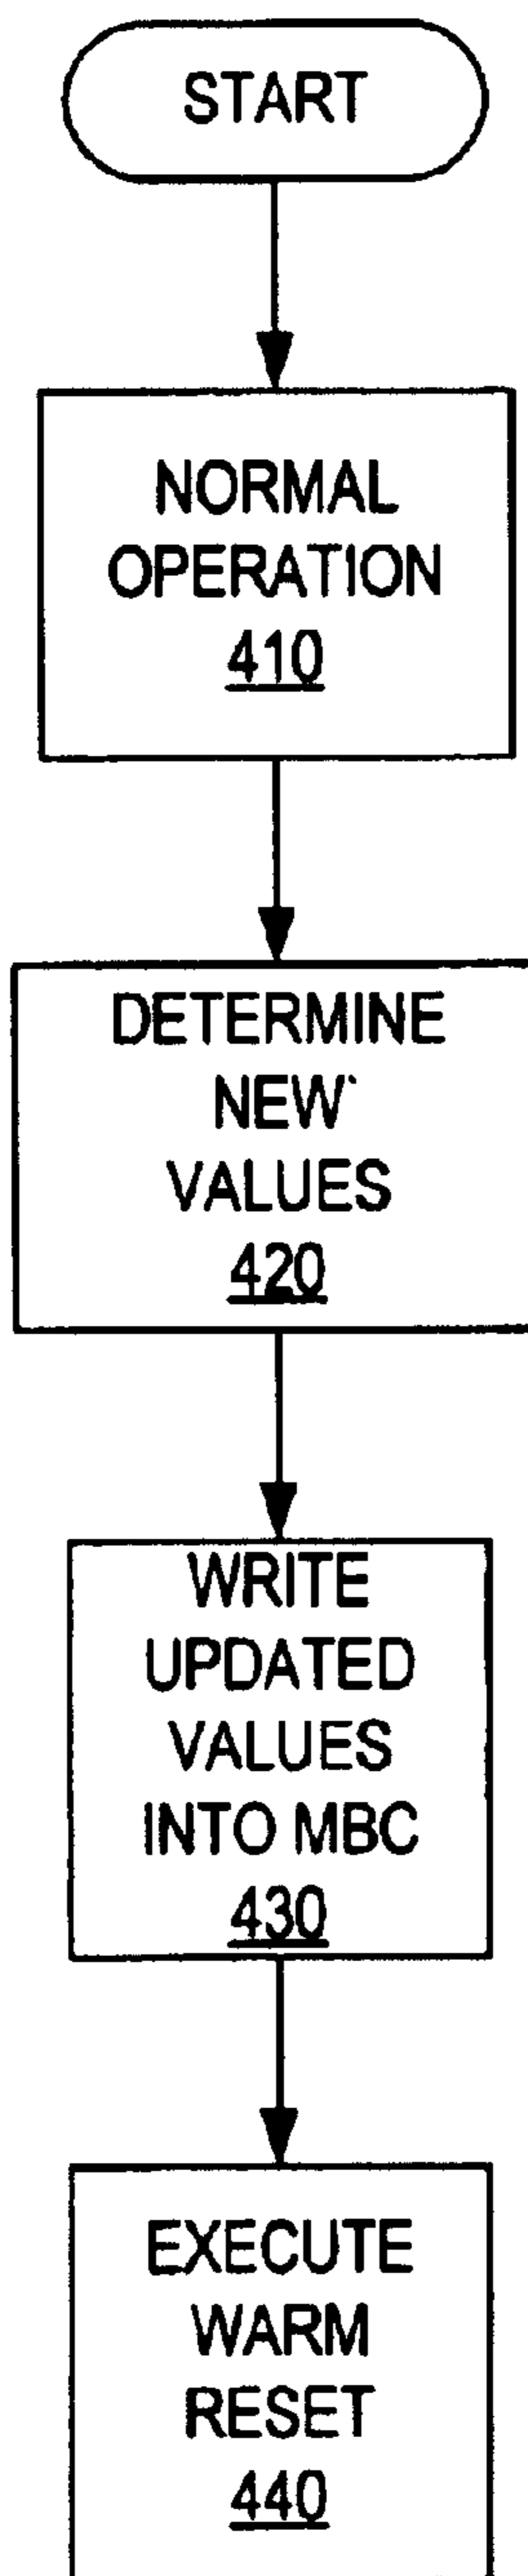 START
NORMAL
OPERATION
410
DETERMINE
NEW
VALUES
420
WRITE
UPDATED
VALUES
INTO MBC
430
EXECUTE
WARM
RESET
440